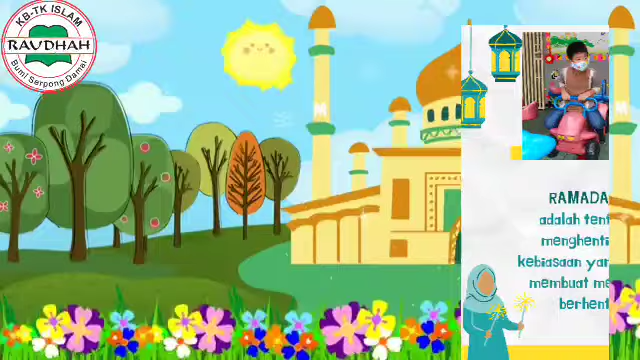 KB-TK ISLAM
RAUDHAH
Bumi Serpong Damai
RAMADA
adalah tent
menghenti
kebiasaan yan
membuat me
berhent